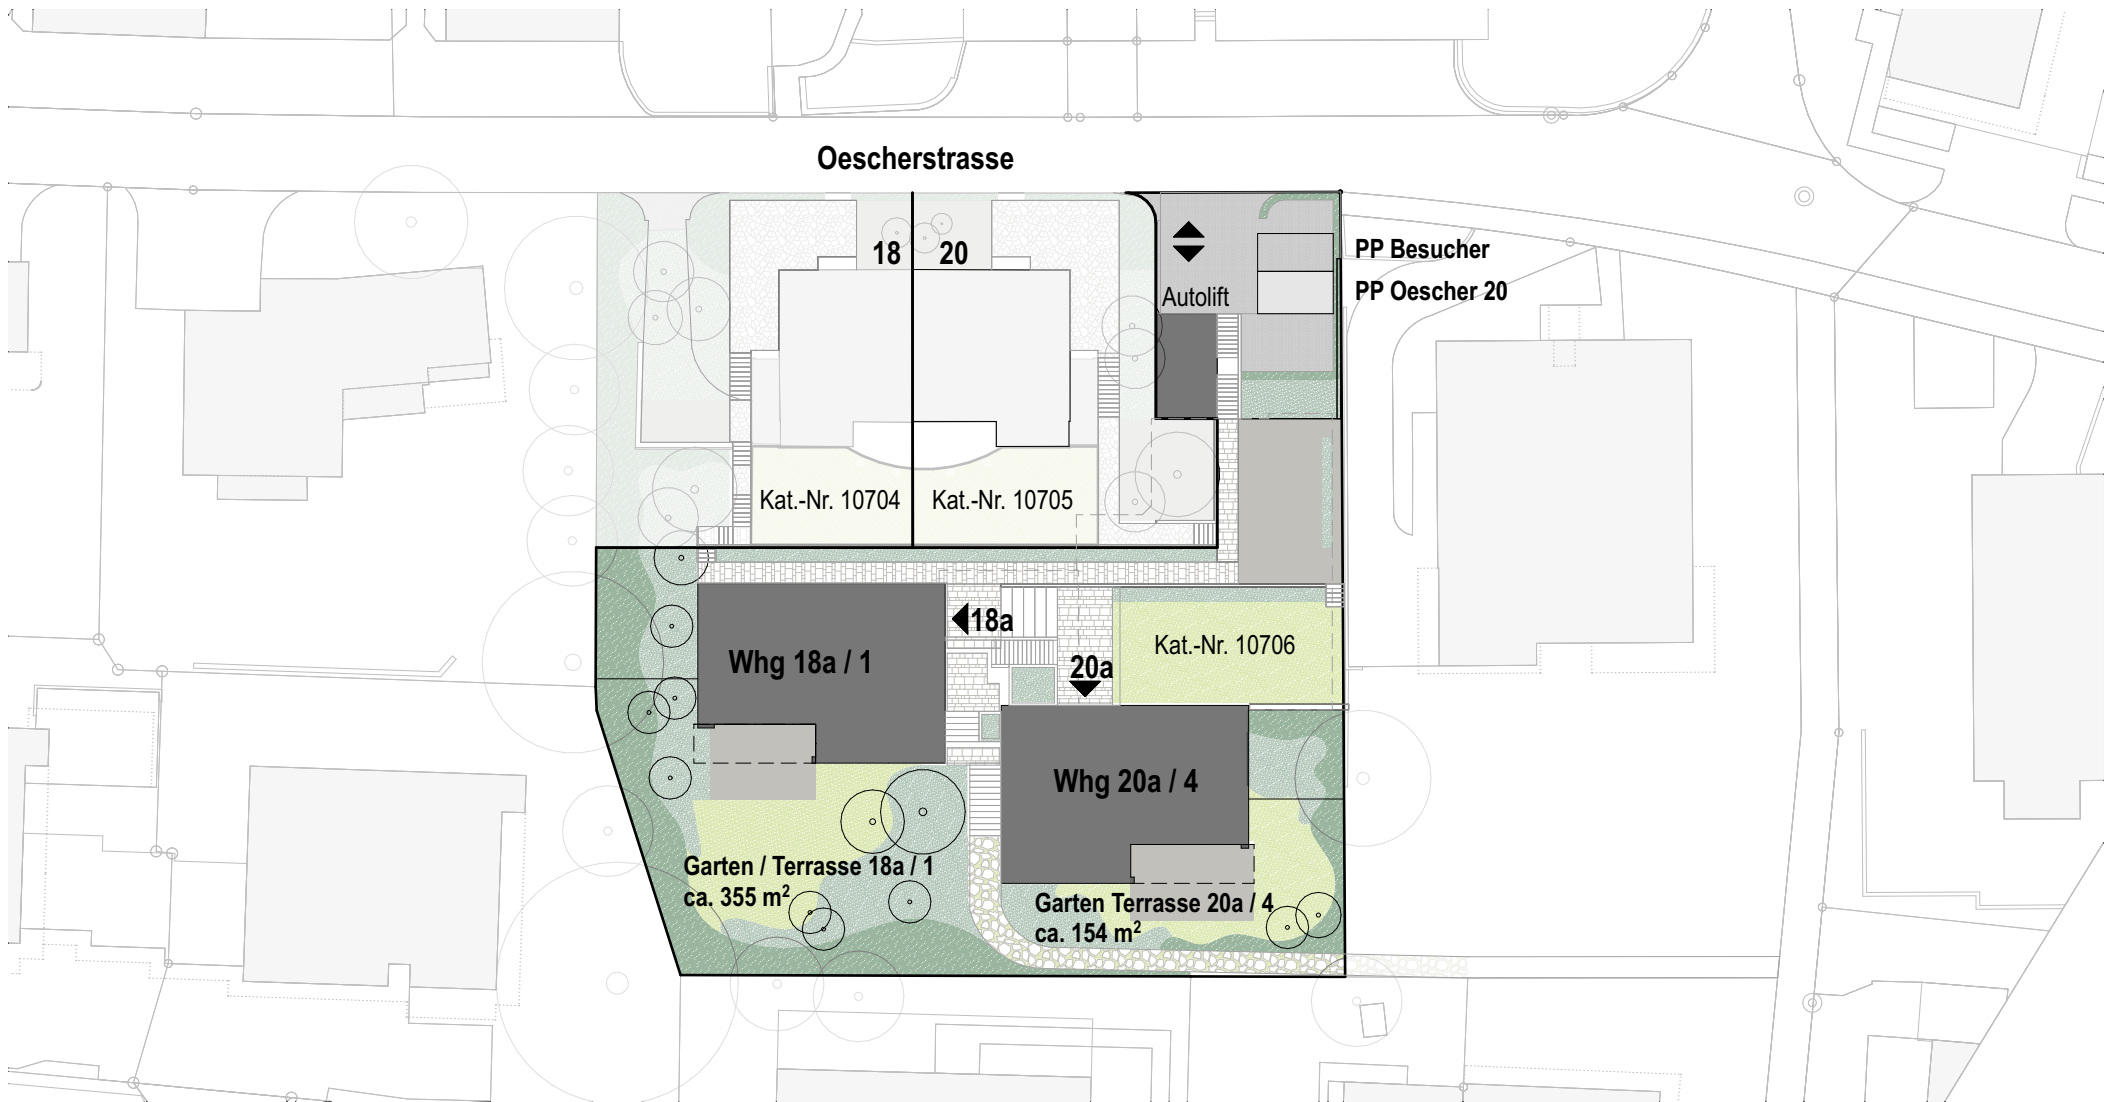 Oescherstrasse
18
20
PP Besucher
PP Oescher 20
Autolift
Kat.-Nr. 10704
Kat.-Nr. 10705
18a
Kat.-Nr. 10706
Whg 18a / 1
20a
Whg 20a / 4
Garten / Terrasse 18a / 1
ca. 355 m²
Garten Terrasse 20a / 4
ca. 154 m²